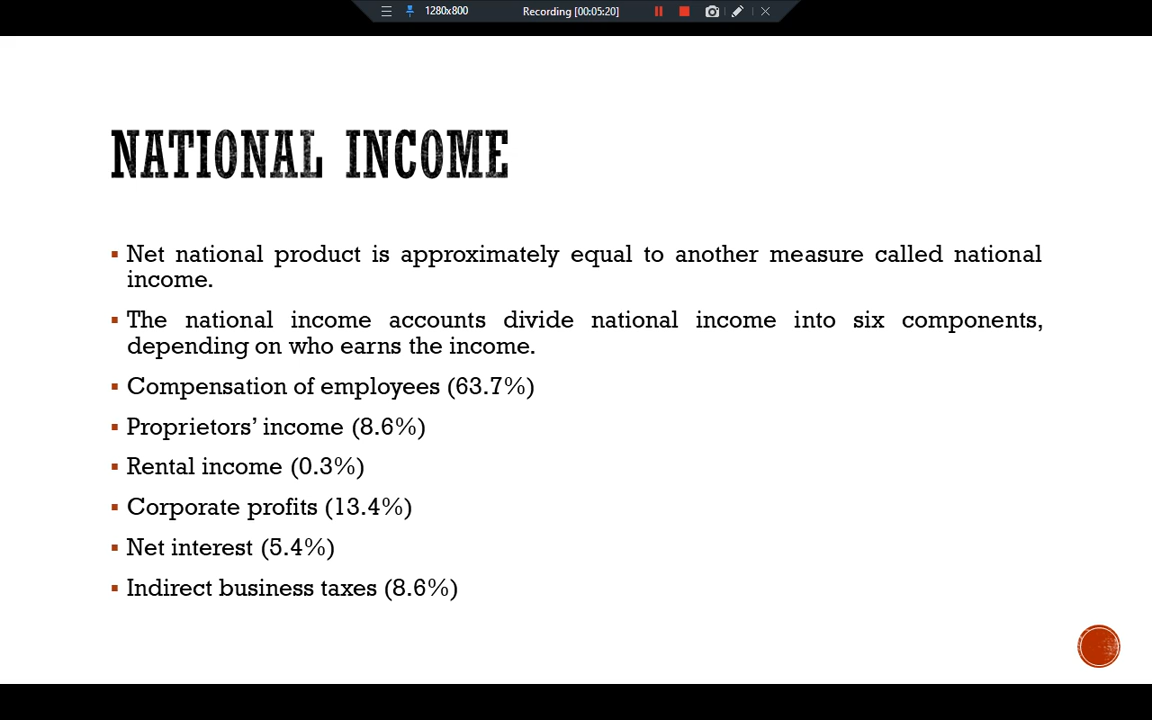 1280x800
Recording [00:05:20]
NATIONAL INCOME
▪ Net national product is approximately equal to another measure called national
income.
▪ The national income accounts divide national income into six components,
depending on who earns the income.
▪ Compensation of employees (63.7%)
▪ Proprietors’ income (8.6%)
▪ Rental income (0.3%)
▪ Corporate profits (13.4%)
▪ Net interest (5.4%)
▪ Indirect business taxes (8.6%)